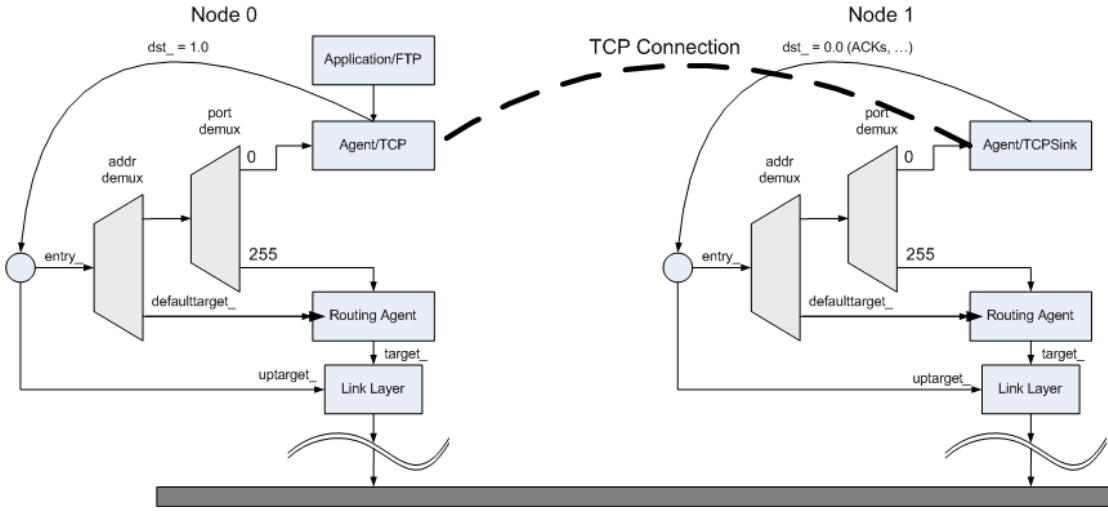 Node 0
Node 1
dst_ = 1.0
Application/FTP
TCP Connection
dst_ = 0.0 (ACKs, …)
port
demux
Agent/TCP
0
addr
demux
255
entry_
defaulttarget_
Routing Agent
target_
uptarget_
Link Layer
port
demux
Agent/TCPSink
0
addr
demux
255
entry_
defaulttarget_
Routing Agent
target_
uptarget_
Link Layer